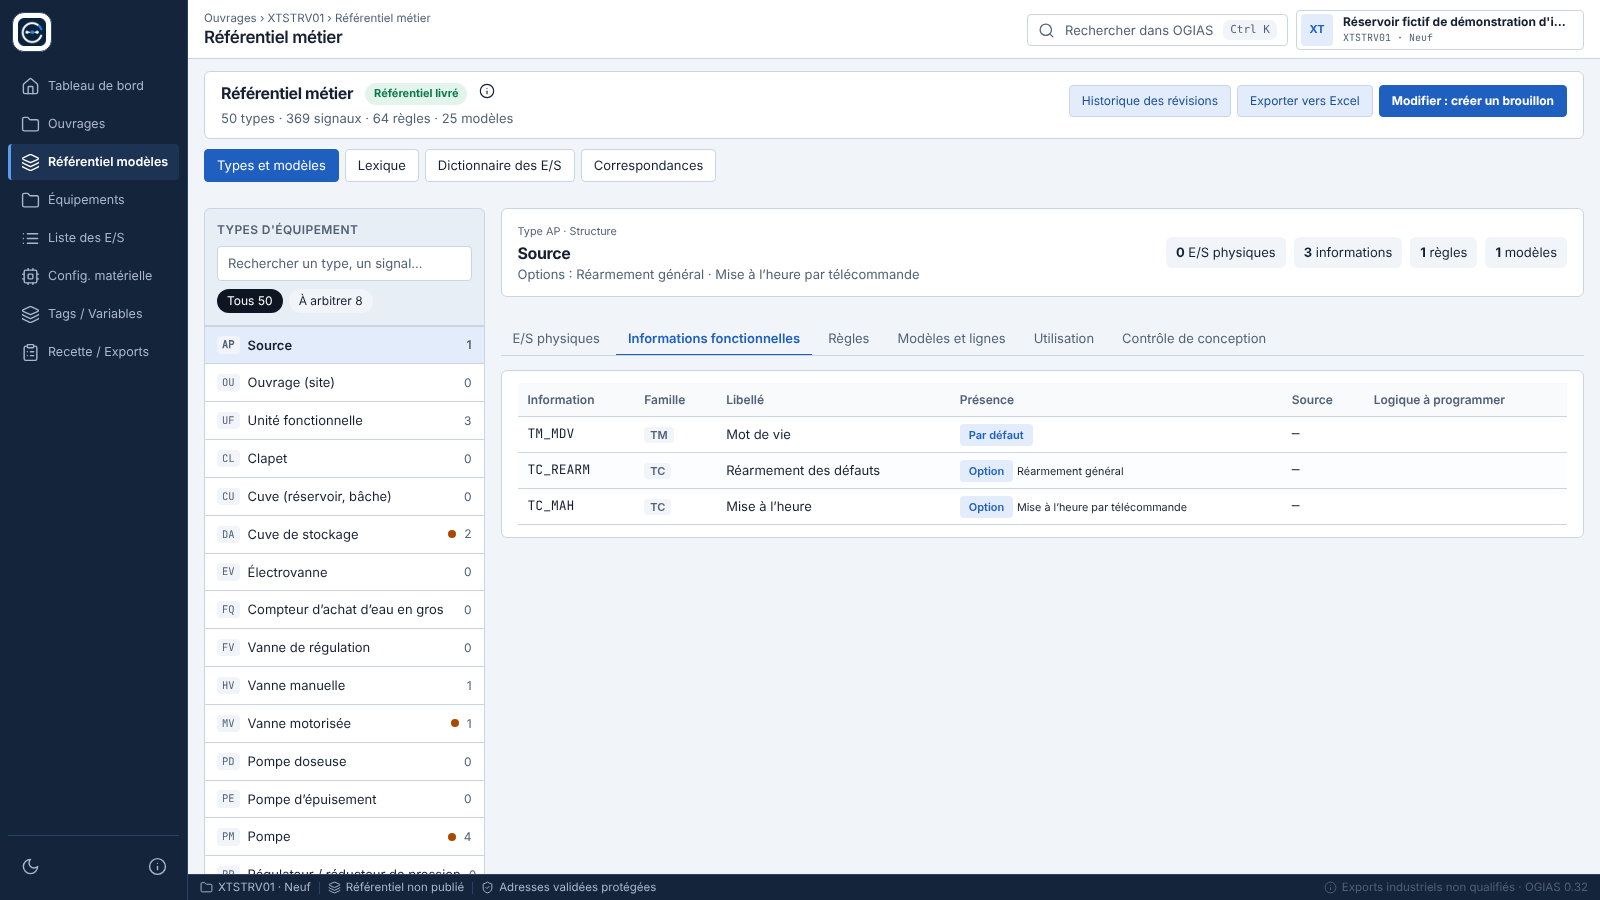 Ouvrages › XTSTRV01 › Référentiel métier
Référentiel métier
Rechercher dans OGIAS Ctrl K
XT
Réservoir fictif de démonstration d'i...
XTSTRV01 · Neuf
Tableau de bord
Ouvrages
Référentiel modèles
Équipements
Liste des E/S
Config. matérielle
Tags / Variables
Recette / Exports
Référentiel métier Référentiel livré
50 types · 369 signaux · 64 règles · 25 modèles
Historique des révisions
Exporter vers Excel
Modifier : créer un brouillon
Types et modèles
Lexique
Dictionnaire des E/S
Correspondances
TYPES D'ÉQUIPEMENT
Rechercher un type, un signal...
Tous 50
À arbitrer 8
AP Source 1
OU Ouvrage (site) 0
UF Unité fonctionnelle 3
CL Clapet 0
CU Cuve (réservoir, bâche) 0
DA Cuve de stockage 2
EV Électrovanne 0
FQ Compteur d’achat d’eau en gros 0
FV Vanne de régulation 0
HV Vanne manuelle 1
MV Vanne motorisée 1
PD Pompe doseuse 0
PE Pompe d’épuisement 0
PM Pompe 4
Régulateur / réducteur de pression
Type AP · Structure
Source
Options : Réarmement général · Mise à l’heure par télécommande
0 E/S physiques
3 informations
1 règles
1 modèles
E/S physiques
Informations fonctionnelles
Règles
Modèles et lignes
Utilisation
Contrôle de conception
Information Famille Libellé Présence Source Logique à programmer
TM_MDV TM Mot de vie Par défaut —
TC_REARM TC Réarmement des défauts Option Réarmement général —
TC_MAH TC Mise à l’heure Option Mise à l’heure par télécommande —
XTSTRV01 · Neuf
Référentiel non publié
Adresses validées protégées
Exports industriels non qualifiés · OGIAS 0.32